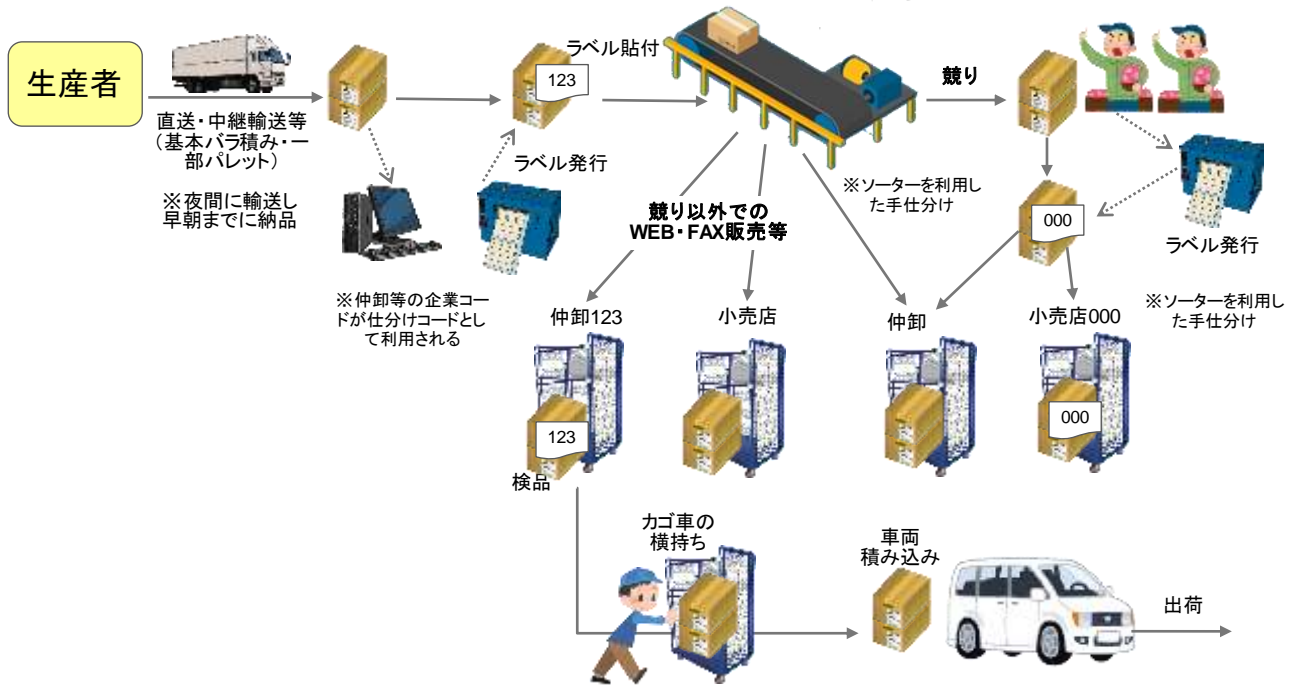 生産者
直送・中継輸送等
（基本バラ積み・一
部パレット）
※夜間に輸送し
早朝までに納品
ラベル貼付
123
ラベル発行
※仲卸等の企業コー
ドが仕分けコードとし
て利用される
競り
※ソーターを利用し
た手仕分け
競り以外での
WEB・FAX販売等
000
ラベル発行
※ソーターを利用し
た手仕分け
仲卸123
小売店
仲卸
小売店000
123
000
検品
カゴ車の
横持ち
車両
積み込み
出荷